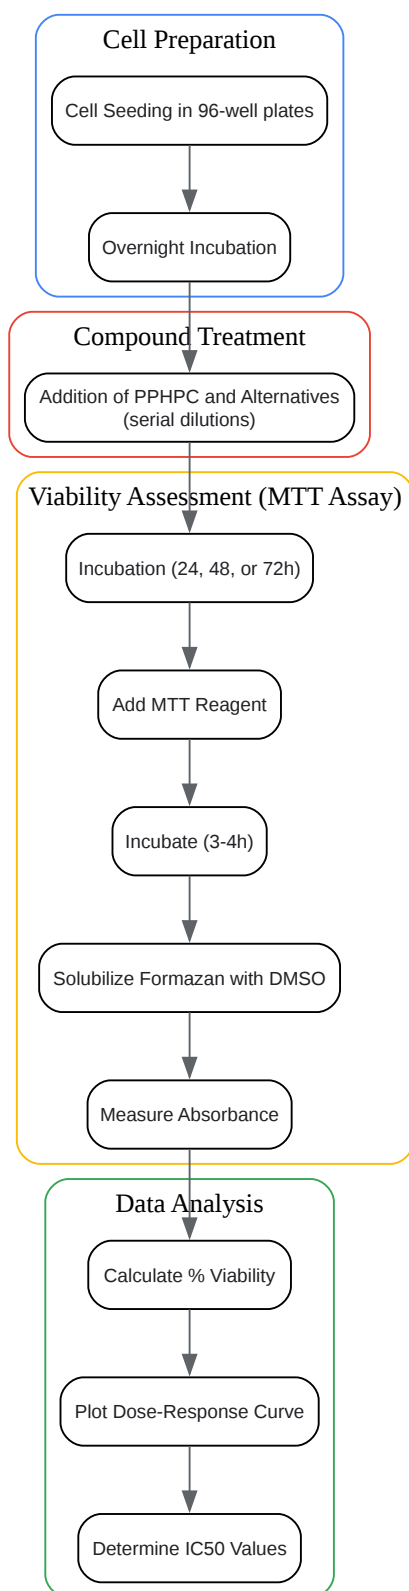 Cell Preparation
Cell Seeding in 96-well plates
Overnight Incubation
Compound Treatment
Addition of PPHPC and Alternatives
(serial dilutions)
Viability Assessment (MTT Assay)
Incubation (24, 48, or 72h)
Add MTT Reagent
Incubate (3-4h)
Solubilize Formazan with DMSO
Measure Absorbance
Data Analysis
Calculate % Viability
Plot Dose-Response Curve
Determine IC50 Values